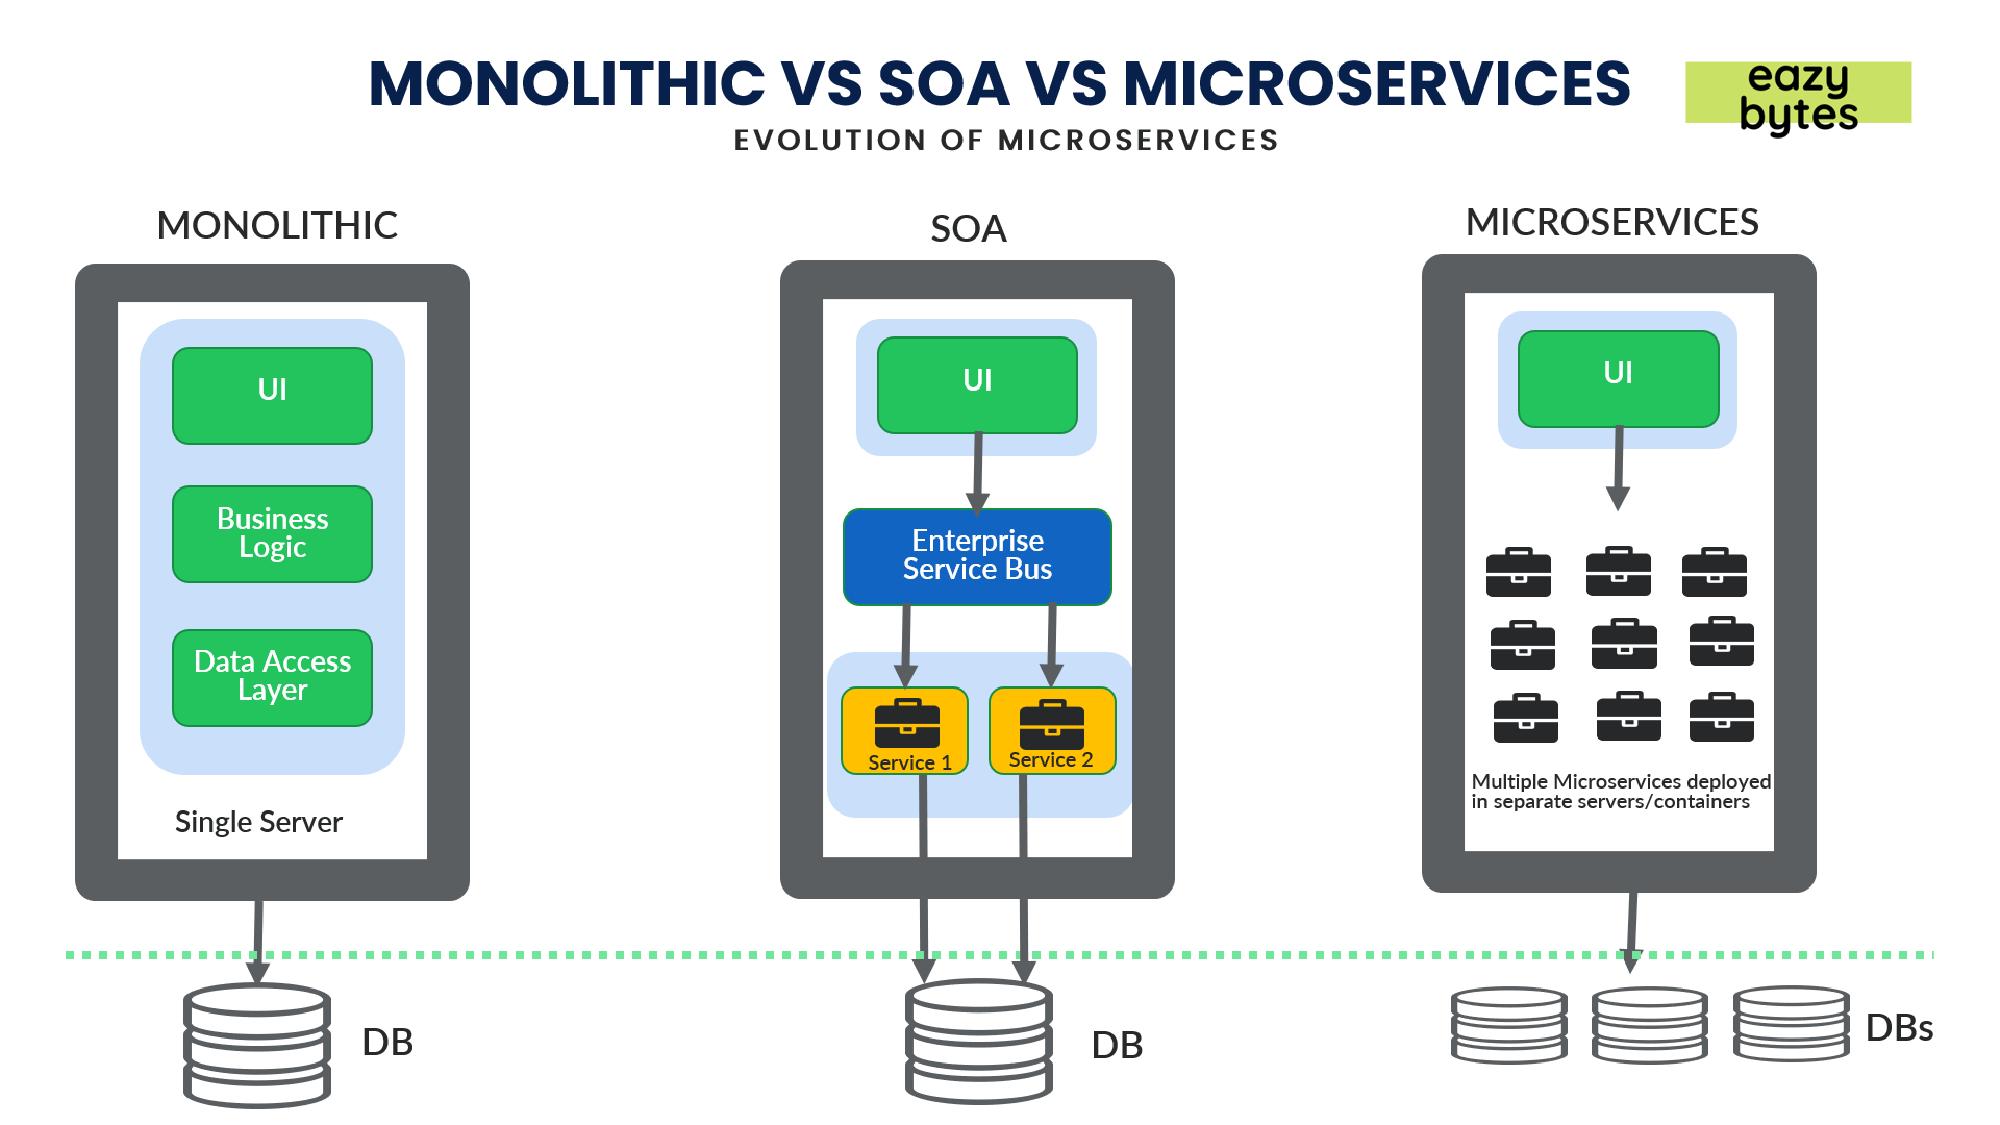 MONOLITHIC VS SOA VS MICROSERVICES
EVOLUTION OF MICROSERVICES
eazy
bytes
MONOLITHIC
UI
Business
Logic
Data Access
Layer
Single Server
DB
SOA
UI
Enterprise
Service Bus
Service 1
Service 2
DB
MICROSERVICES
UI
Multiple Microservices deployed
in separate servers/containers
DBs